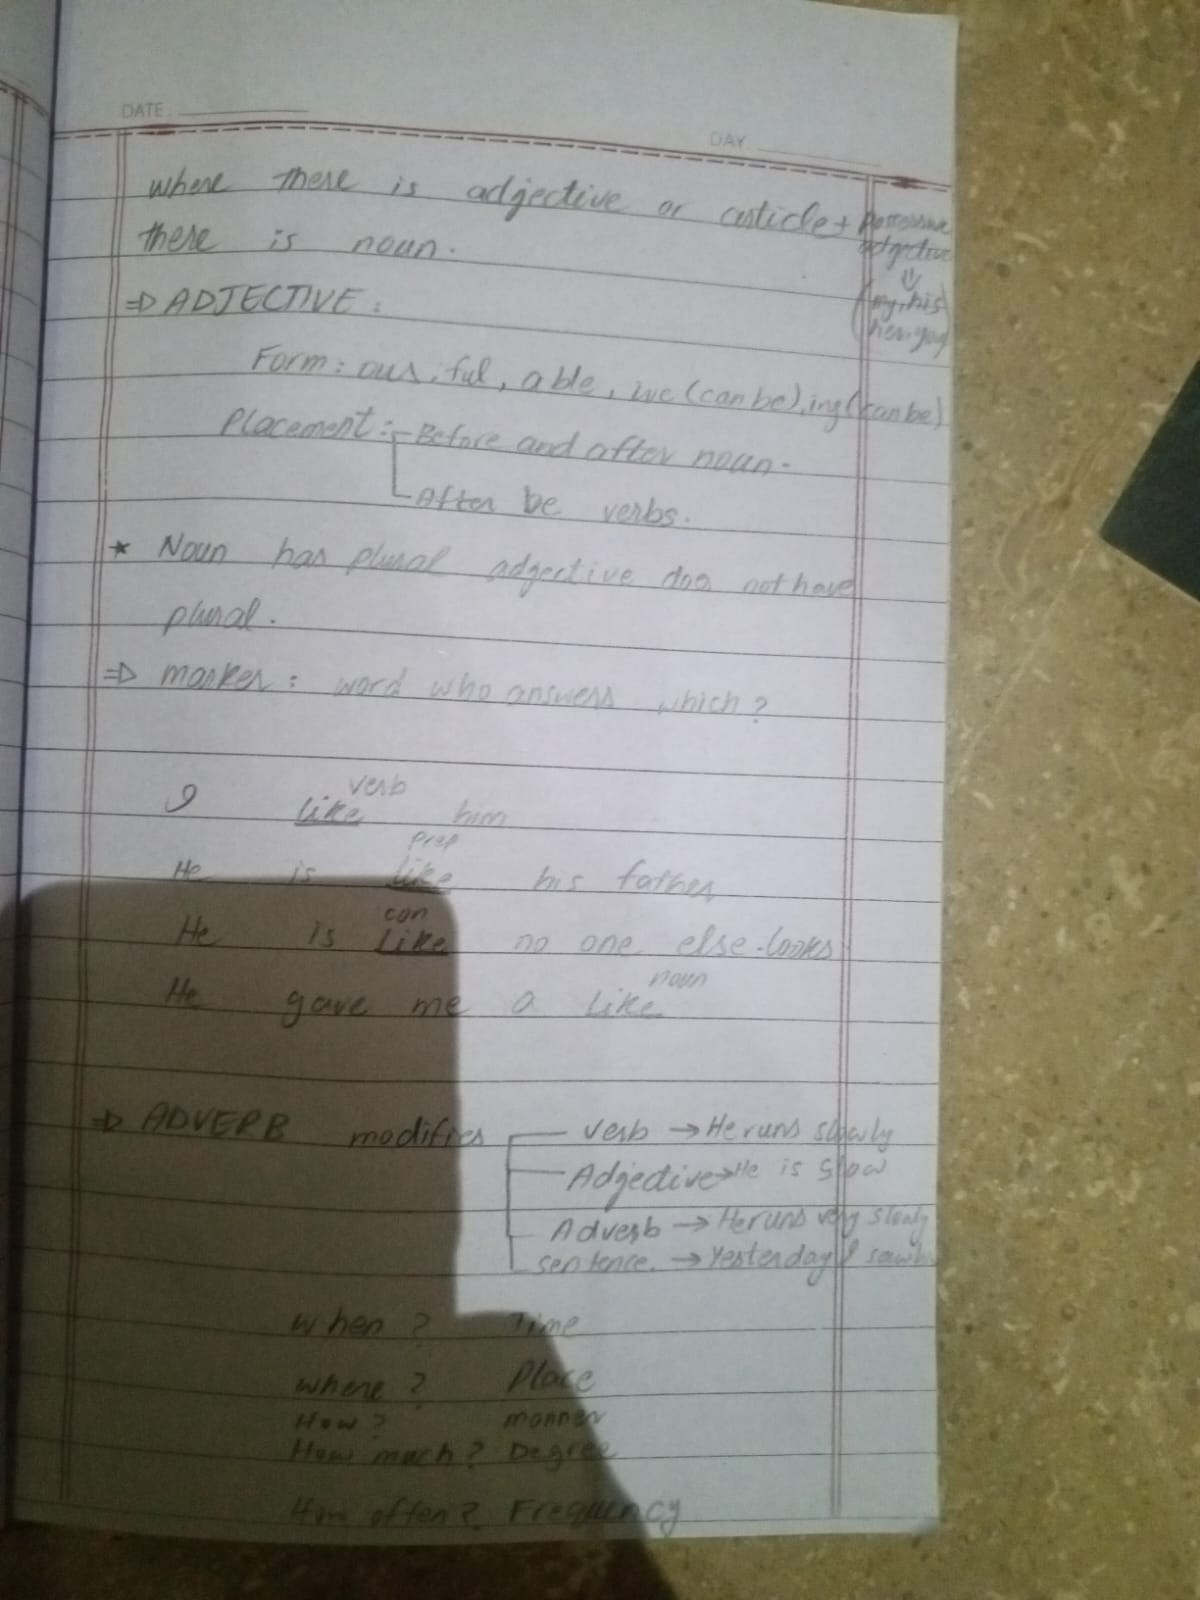 DATE
DAY
where there is adjective or article + Possessive adjective
there is noun.
⇓
(my, his
her, your
⇒ ADJECTIVE:
Form: ous, ful, able, ive (can be), ing (can be)
Placement: Before and after noun.
After be verbs.
* Noun has plural adjective does not have
plural.
⇒ marker: word who answers which?
verb
I like him
prep
He is like his father
con
He is like no one else looks
noun
He gave me a like
⇒ ADVERB modifies verb → He runs slowly
Adjective → He is slow
Adverb → He runs very slowly
sentence. → Yesterday I saw
When? Time
where? Place
How? manner
How much? Degree
How often? Frequency